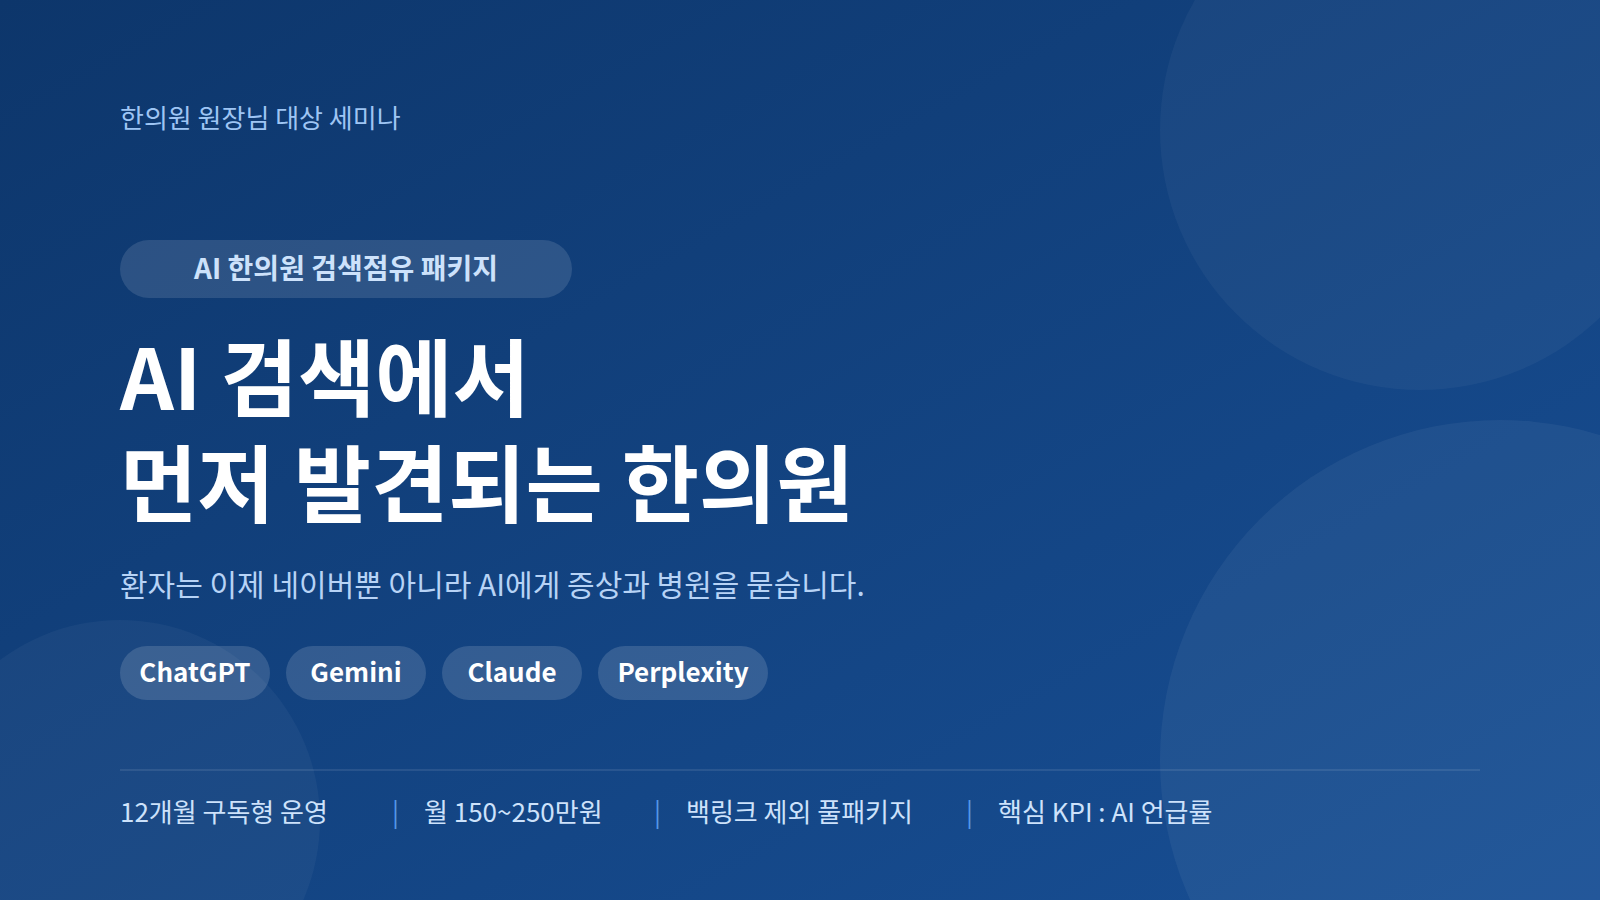 한의원 원장님 대상 세미나
AI 한의원 검색점유 패키지
AI 검색에서
먼저 발견되는 한의원
환자는 이제 네이버뿐 아니라 AI에게 증상과 병원을 묻습니다.
ChatGPT Gemini Claude Perplexity
12개월 구독형 운영 | 월 150~250만원 | 백링크 제외 풀패키지 | 핵심 KPI : AI 언급률